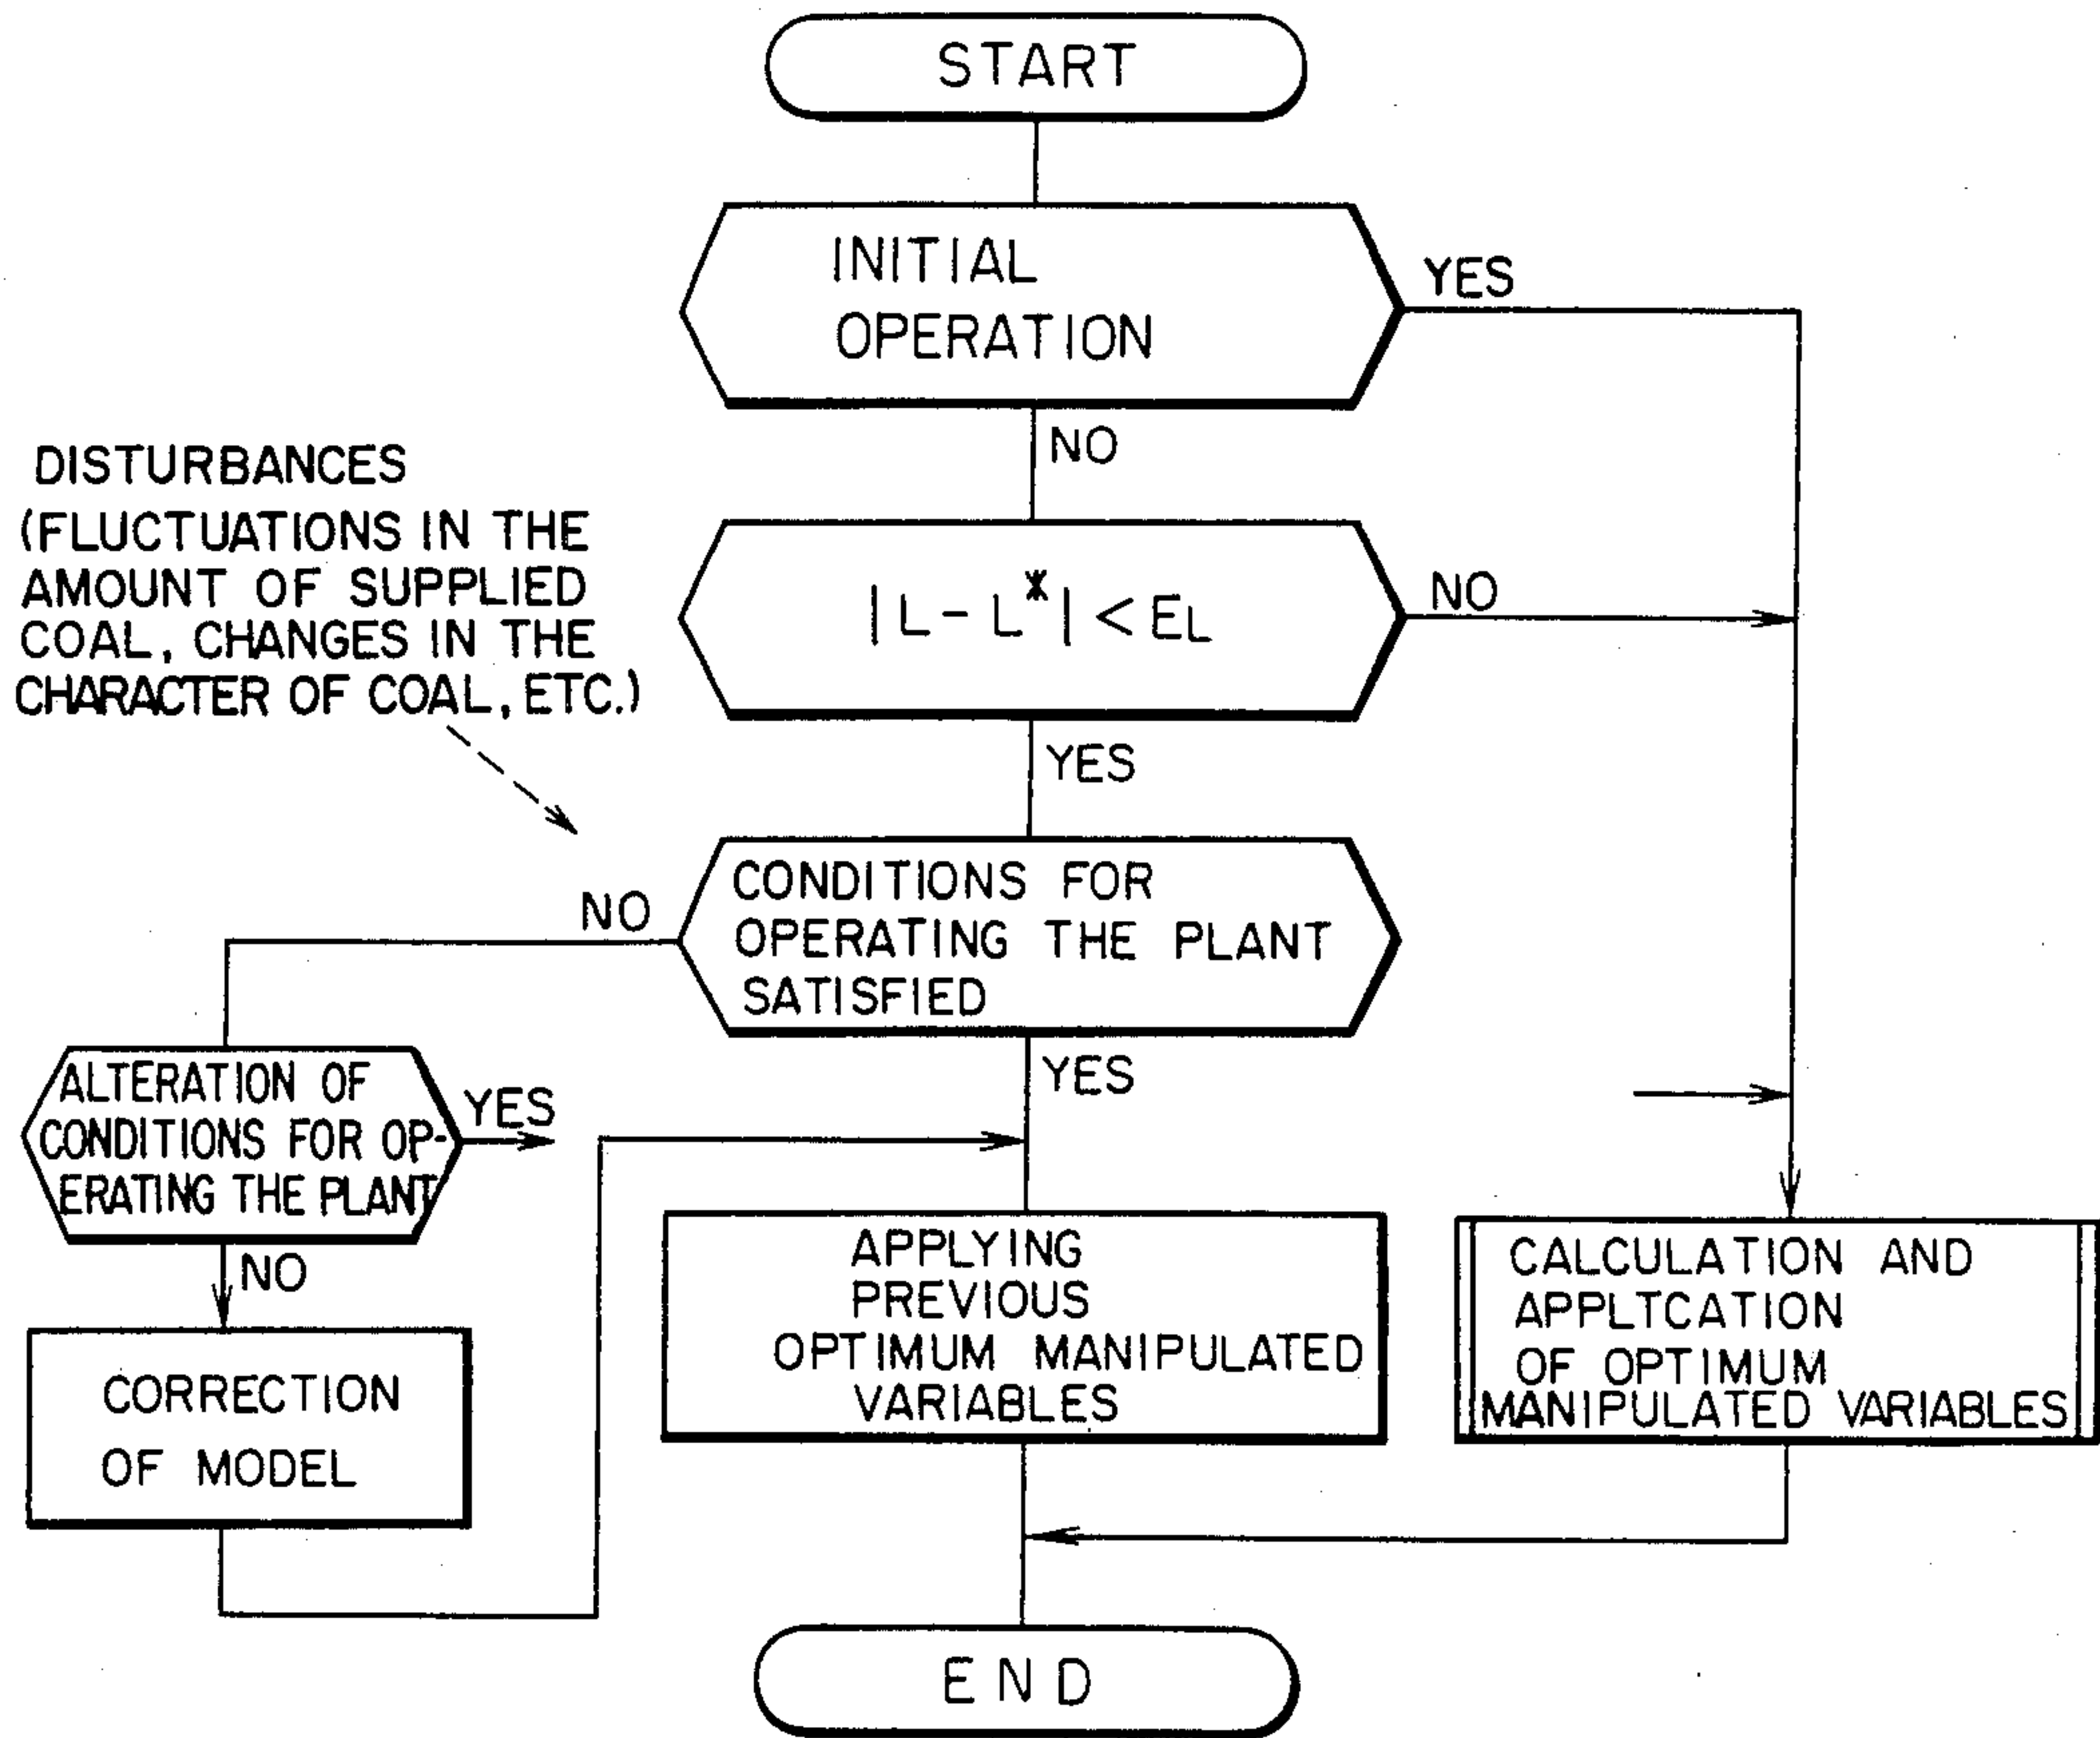 START
INITIAL
OPERATION
YES
NO
DISTURBANCES
(FLUCTUATIONS IN THE
AMOUNT OF SUPPLIED
COAL, CHANGES IN THE
CHARACTER OF COAL, ETC.)
|L - L*| < EL
NO
YES
CONDITIONS FOR
OPERATING THE PLANT
SATISFIED
NO
YES
ALTERATION OF
CONDITIONS FOR OP-
ERATING THE PLANT
YES
NO
CORRECTION
OF MODEL
APPLYING
PREVIOUS
OPTIMUM MANIPULATED
VARIABLES
CALCULATION AND
APPLTCATION
OF OPTIMUM
MANIPULATED VARIABLES
END